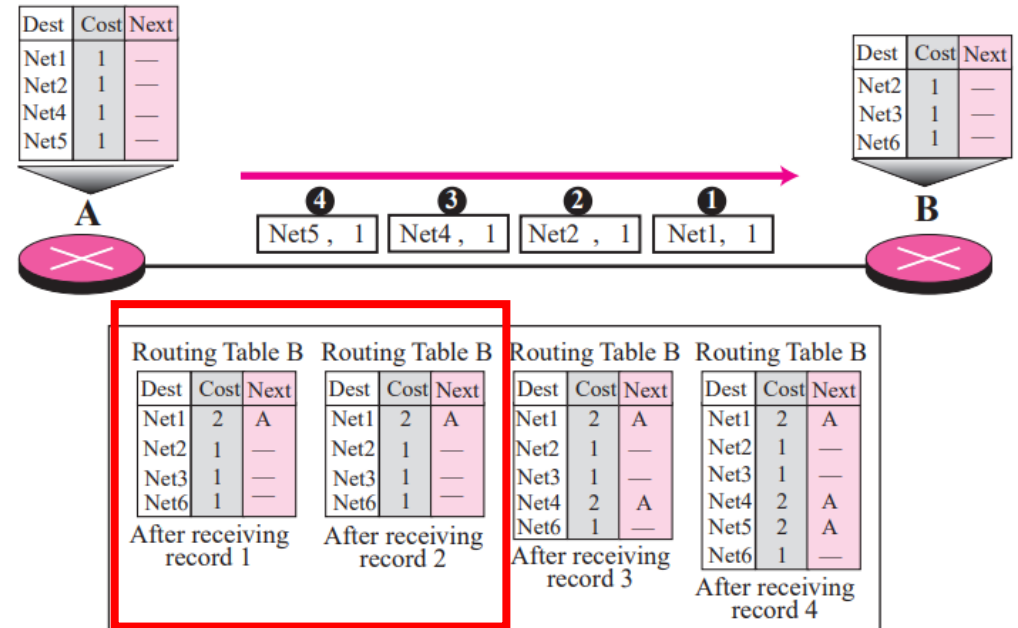 Dest Cost Next
Net1 1 —
Net2 1 —
Net4 1 —
Net5 1 —
A
Dest Cost Next
Net2 1 —
Net3 1 —
Net6 1 —
B
4 3 2 1
Net5 , 1 Net4 , 1 Net2 , 1 Net1, 1
Routing Table B
Dest Cost Next
Net1 2 A
Net2 1 —
Net3 1 —
Net6 1 —
After receiving
record 1
Routing Table B
Dest Cost Next
Net1 2 A
Net2 1 —
Net3 1 —
Net6 1 —
After receiving
record 2
Routing Table B
Dest Cost Next
Net1 2 A
Net2 1 —
Net3 1 —
Net4 2 A
Net6 1 —
After receiving
record 3
Routing Table B
Dest Cost Next
Net1 2 A
Net2 1 —
Net3 1 —
Net4 2 A
Net5 2 A
Net6 1 —
After receiving
record 4